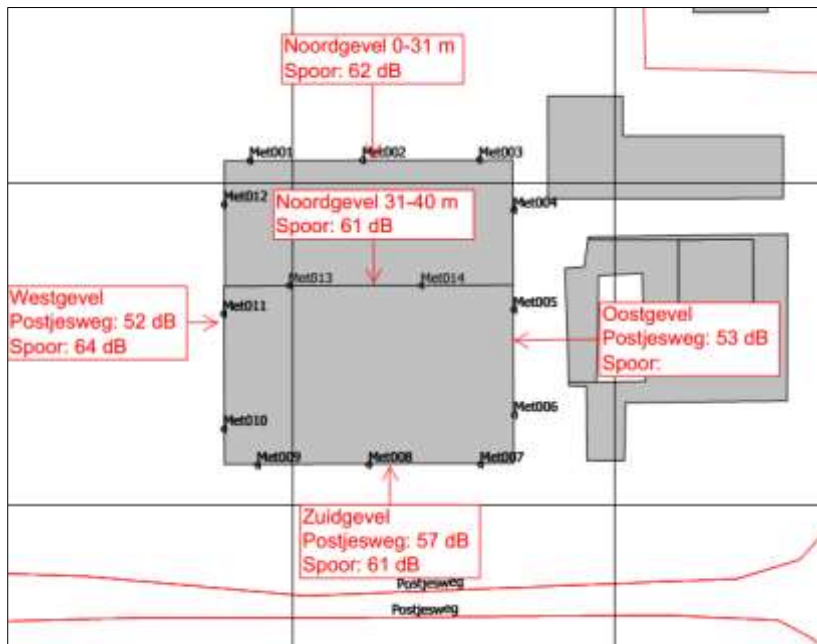 Noordgevel 0-31 m
Spoor: 62 dB
Met001
Met002
Met003
Met012
Noordgevel 31-40 m
Spoor: 61 dB
Met004
Met013
Met014
Westgevel
Postjesweg: 52 dB
Spoor: 64 dB
Met011
Met005
Oostgevel
Postjesweg: 53 dB
Spoor:
Met010
Met006
Met009
Met008
Met007
Zuidgevel
Postjesweg: 57 dB
Spoor: 61 dB
Postjesweg
Postjesweg